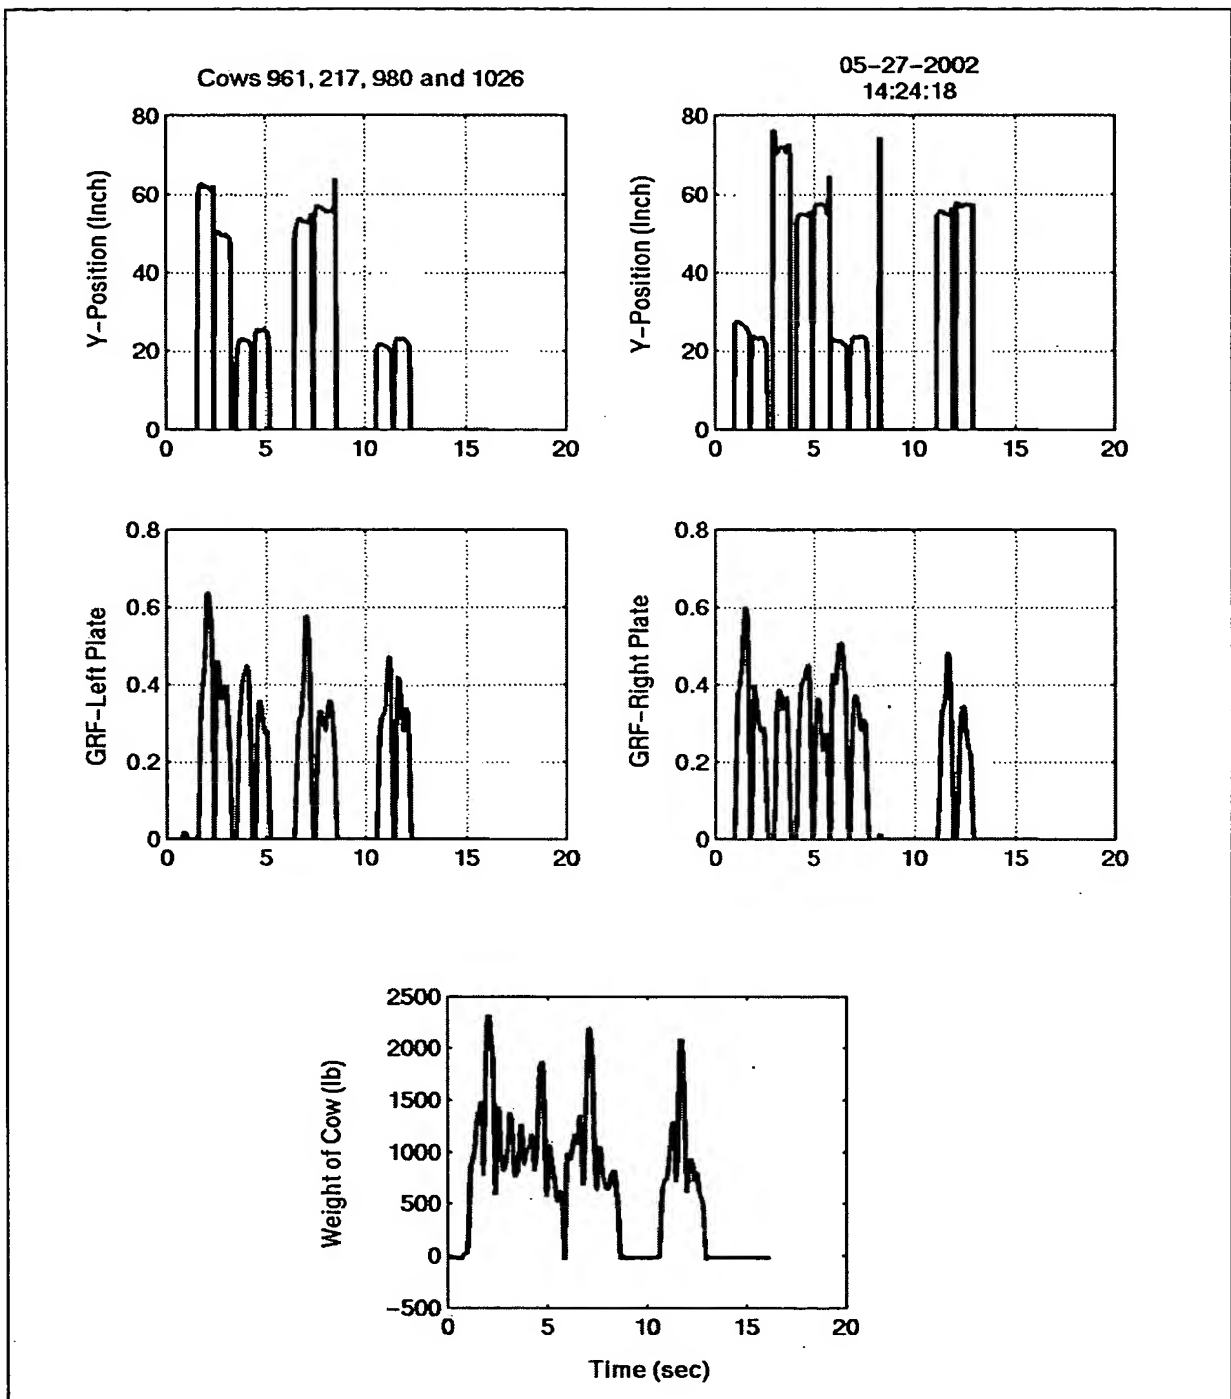 Cows 961, 217, 980 and 1026
05-27-2002
14:24:18
Y-Position (Inch)
80
60
40
20
0
0 5 10 15 20
Y-Position (Inch)
80
60
40
20
0
0 5 10 15 20
GRF-Left Plate
0.8
0.6
0.4
0.2
0
0 5 10 15 20
GRF-Right Plate
0.8
0.6
0.4
0.2
0
0 5 10 15 20
Weight of Cow (lb)
2500
2000
1500
1000
500
0
-500
0 5 10 15 20
Time (sec)